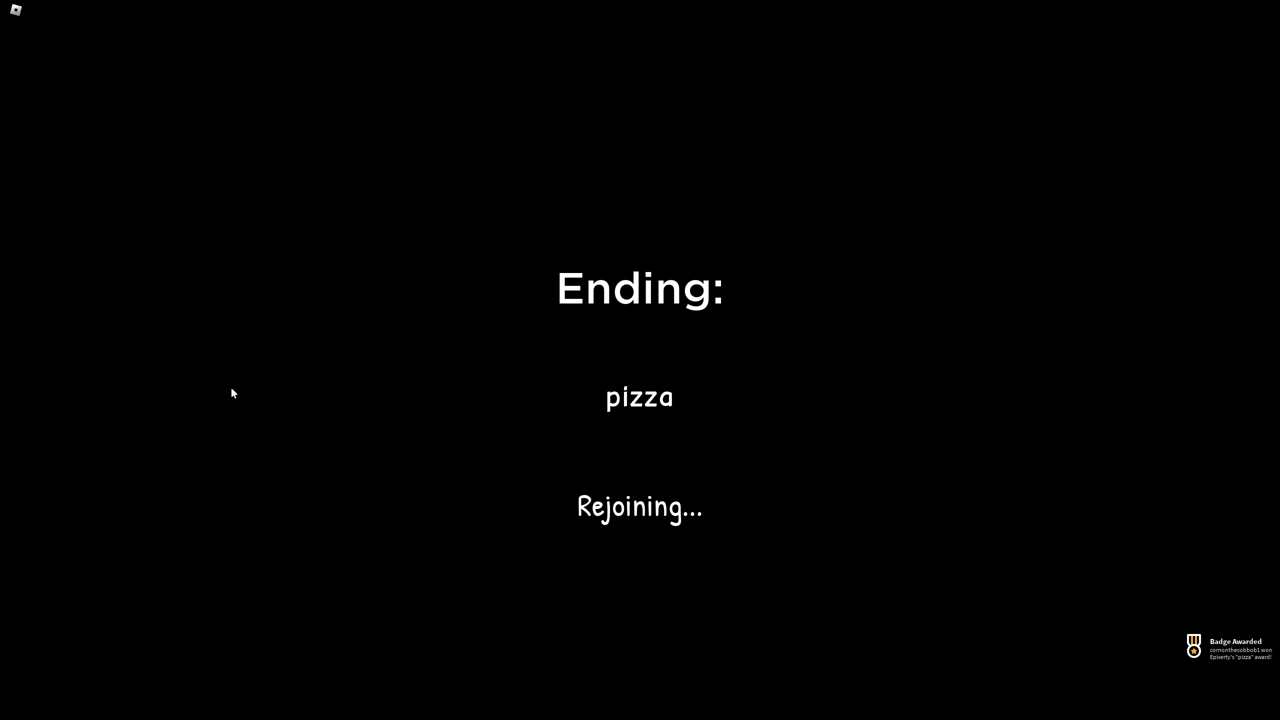 Ending:
pizza
Rejoining...
Badge Awarded
cornonthecobbob1 won
Epixerty's "pizza" award!